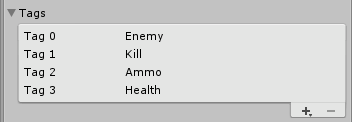 Tags
Tag 0 Enemy
Tag 1 Kill
Tag 2 Ammo
Tag 3 Health